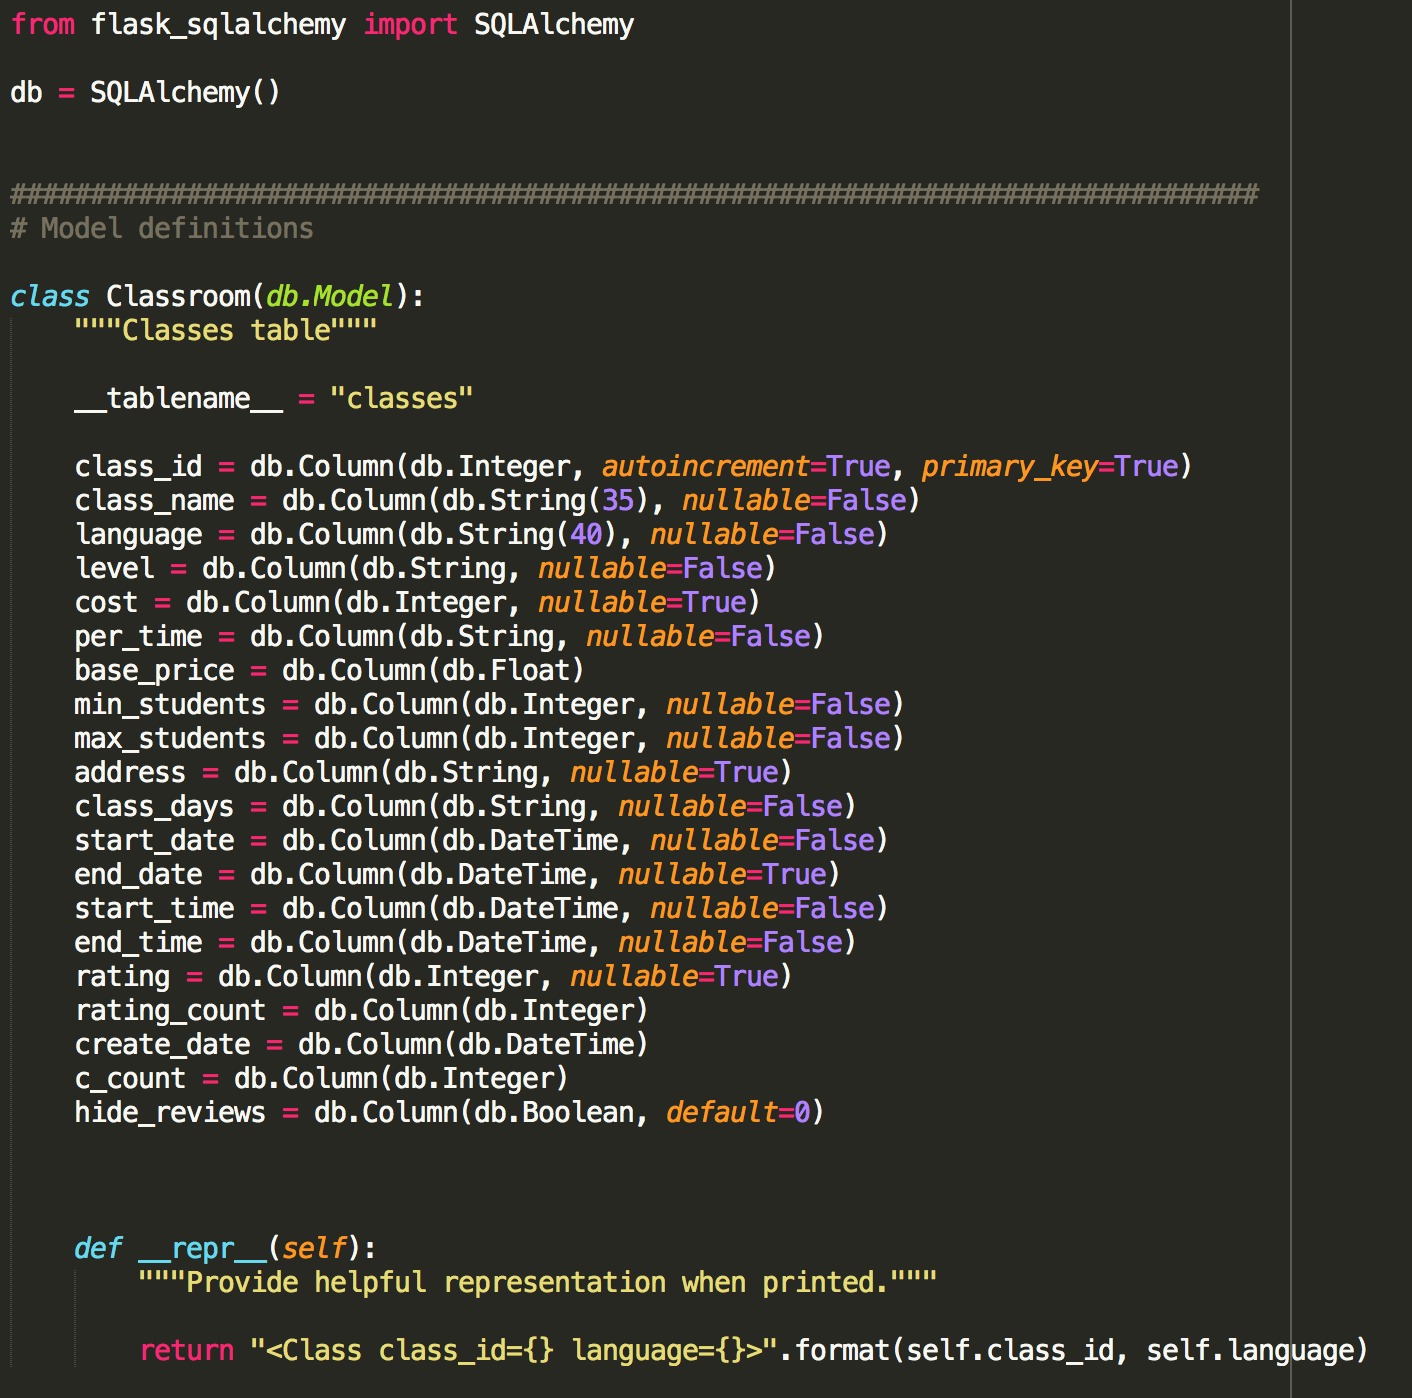 from flask_sqlalchemy import SQLAlchemy
db = SQLAlchemy()
##############################################################################
# Model definitions
class Classroom(db.Model):
"""Classes table"""
__tablename__ = "classes"
class_id = db.Column(db.Integer, autoincrement=True, primary_key=True)
class_name = db.Column(db.String(35), nullable=False)
language = db.Column(db.String(40), nullable=False)
level = db.Column(db.String, nullable=False)
cost = db.Column(db.Integer, nullable=True)
per_time = db.Column(db.String, nullable=False)
base_price = db.Column(db.Float)
min_students = db.Column(db.Integer, nullable=False)
max_students = db.Column(db.Integer, nullable=False)
address = db.Column(db.String, nullable=True)
class_days = db.Column(db.String, nullable=False)
start_date = db.Column(db.DateTime, nullable=False)
end_date = db.Column(db.DateTime, nullable=True)
start_time = db.Column(db.DateTime, nullable=False)
end_time = db.Column(db.DateTime, nullable=False)
rating = db.Column(db.Integer, nullable=True)
rating_count = db.Column(db.Integer)
create_date = db.Column(db.DateTime)
c_count = db.Column(db.Integer)
hide_reviews = db.Column(db.Boolean, default=0)
def __repr__(self):
"""Provide helpful representation when printed."""
return "<Class class_id={} language={}>".format(self.class_id, self.language)